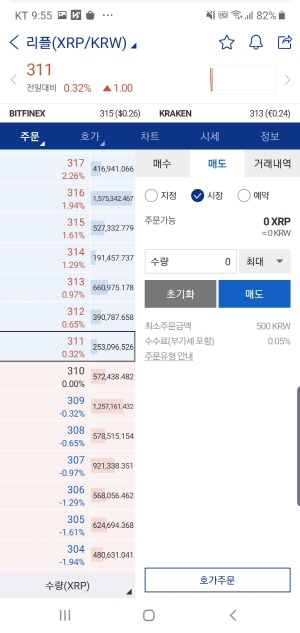 KT 9:55 82%
리플(XRP/KRW)
311
전일대비 0.32% ▲1.00
BITFINEX 315 ($0.26) KRAKEN 313 (€0.24)
주문 호가 차트 시세 정보
매수 매도 거래내역
지정 시장 예약
주문가능 0 XRP
≈0 KRW
수량 0 최대
초기화 매도
최소주문금액 500 KRW
수수료(부가세 포함) 0.05%
주문유형 안내
317 2.26% 416,941.066
316 1.94% 1,575,342.467
315 1.61% 527,332.779
314 1.29% 191,457.737
313 0.97% 660,975.178
312 0.65% 390,787.658
311 0.32% 253,096.526
310 0.00% 572,438.482
309 -0.32% 1,257,161.432
308 -0.65% 578,515.154
307 -0.97% 921,338.351
306 -1.29% 568,056.462
305 -1.61% 624,694.368
304 -1.94% 480,631.041
수량(XRP)
호가주문